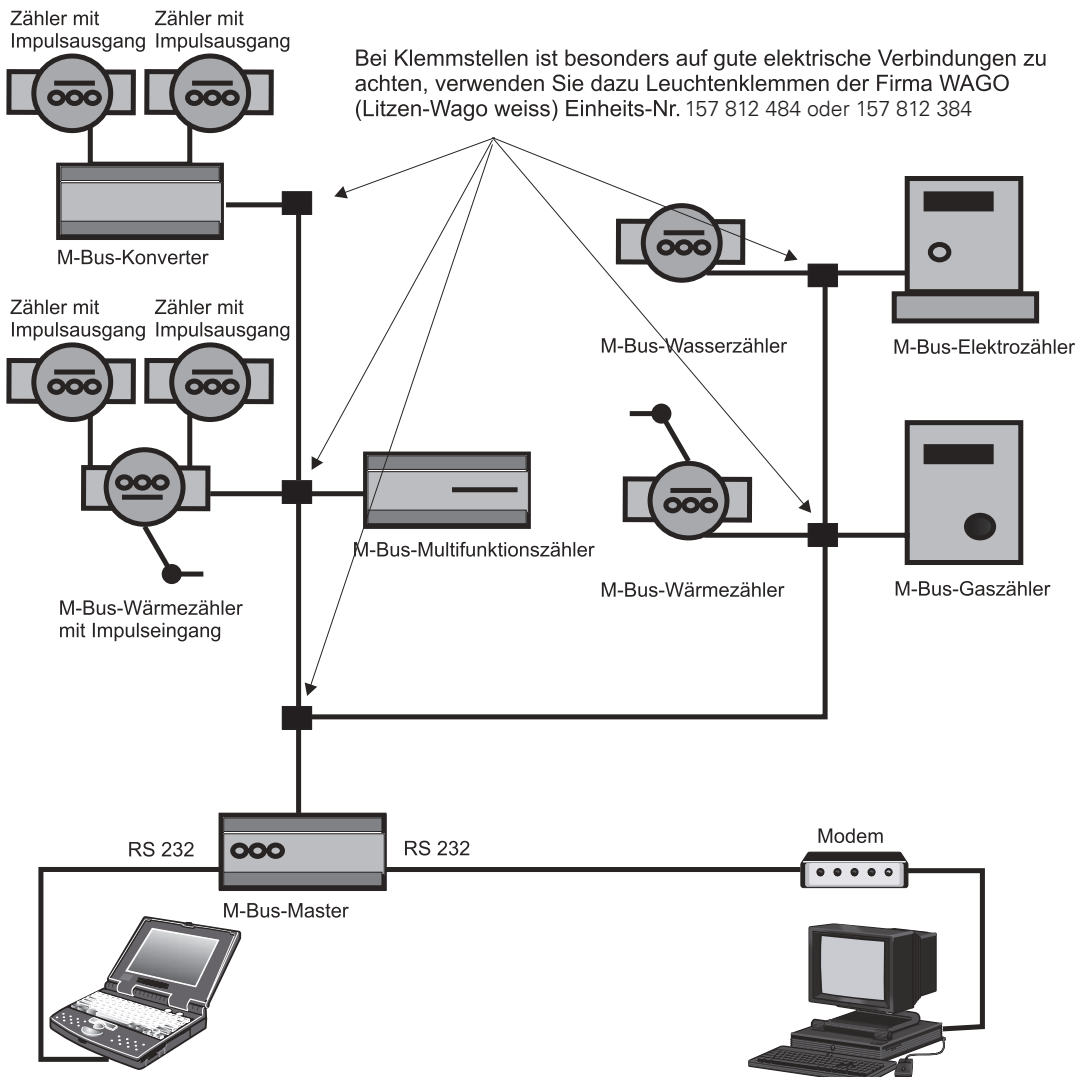 Zähler mit
Impulsausgang
Zähler mit
Impulsausgang
Bei Klemmstellen ist besonders auf gute elektrische Verbindungen zu
achten, verwenden Sie dazu Leuchtenklemmen der Firma WAGO
(Litzen-Wago weiss) Einheits-Nr. 157 812 484 oder 157 812 384
M-Bus-Konverter
Zähler mit
Impulsausgang
Zähler mit
Impulsausgang
M-Bus-Wasserzähler
M-Bus-Elektrozähler
M-Bus-Multifunktionszähler
M-Bus-Wärmezähler
M-Bus-Gaszähler
M-Bus-Wärmezähler
mit Impulseingang
RS 232
RS 232
Modem
M-Bus-Master